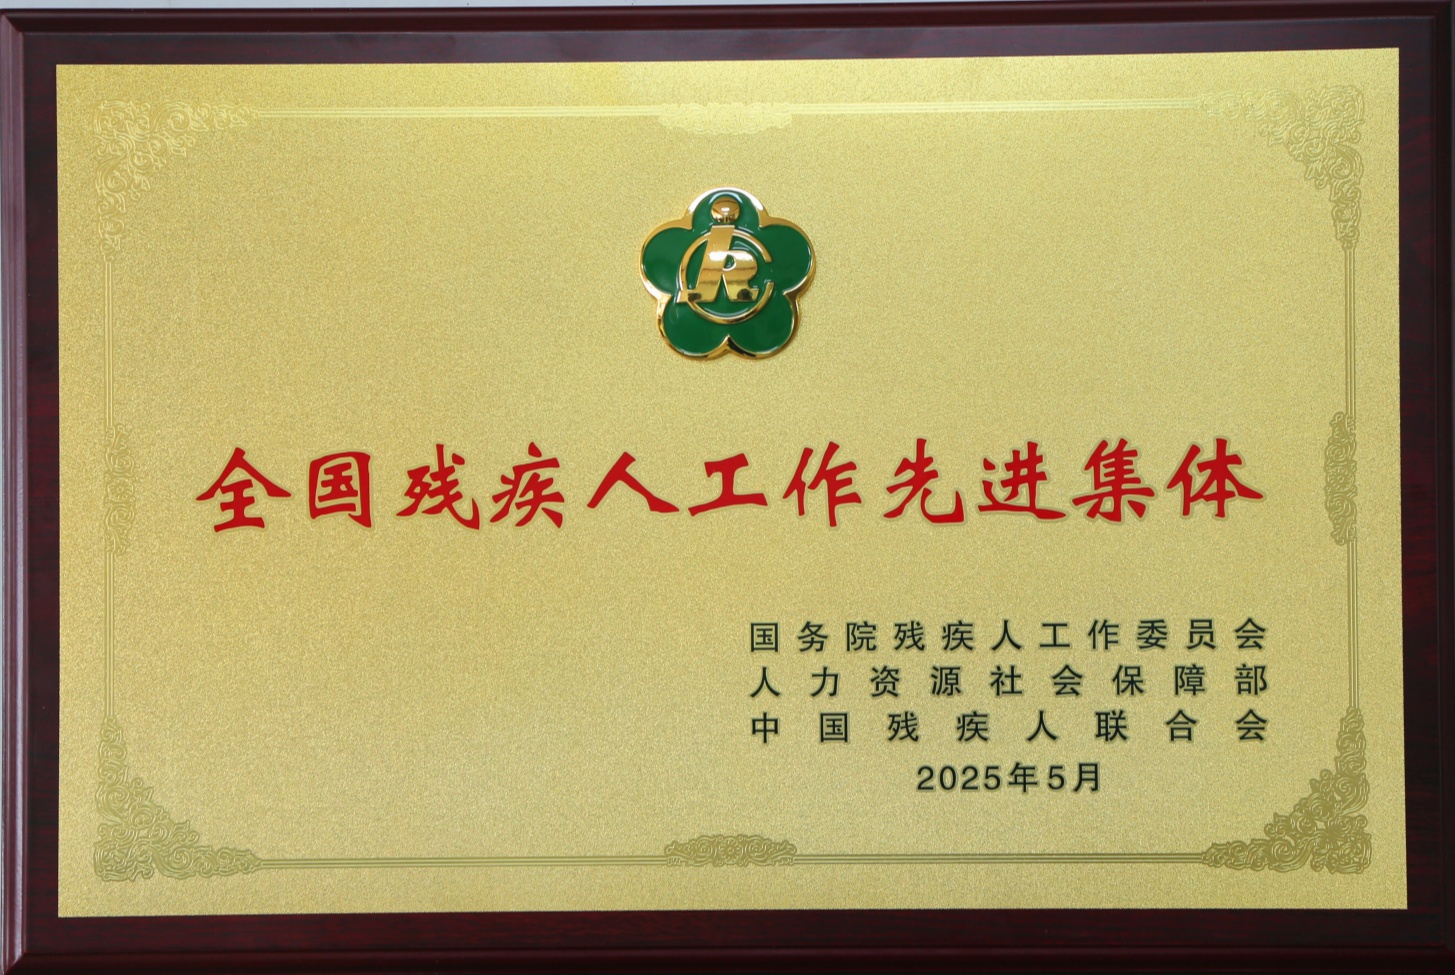 全国残疾人工作先进集体
国务院残疾人工作委员会
人力资源社会保障部
中国残疾人联合会
2025年5月